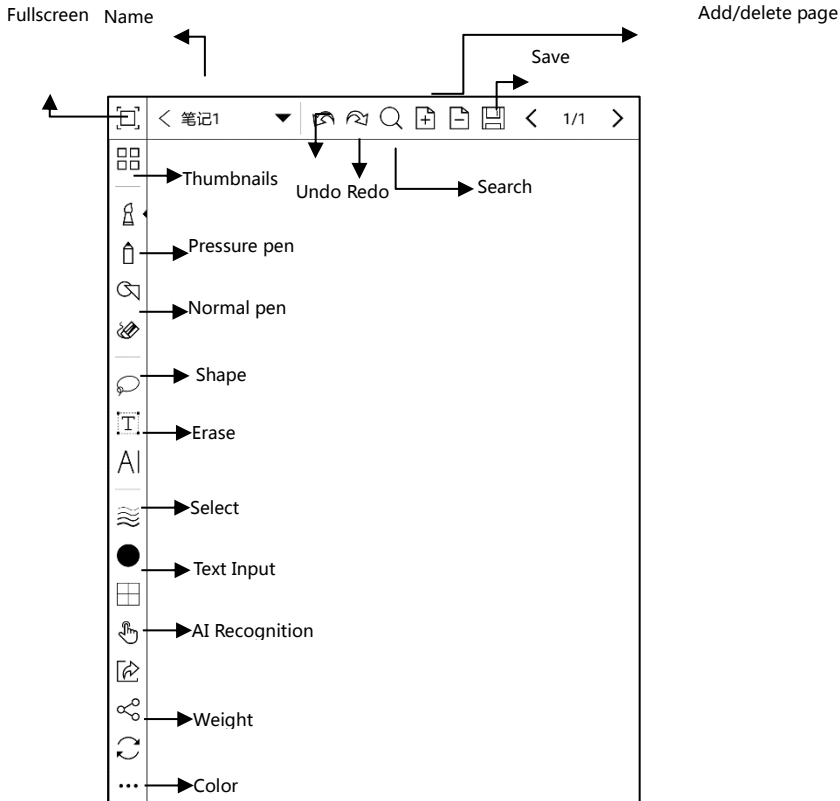 Fullscreen Name Add/delete page
Save
笔记1 1/1
Thumbnails Undo Redo Search
Pressure pen
Normal pen
Shape
T
Erase
AI
Select
Text Input
AI Recognition
Weight
Color